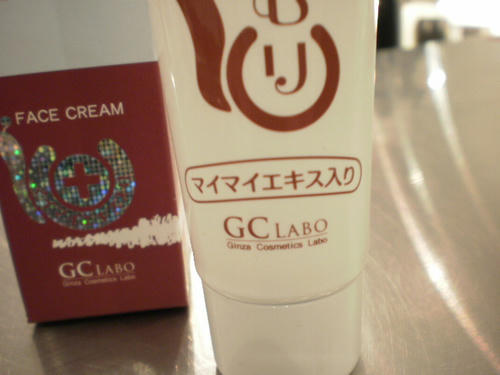 FACE CREAM
GC LABO
Ginza Cosmetics Labo
マイマイエキス入り
GC LABO
Ginza Cosmetics Labo